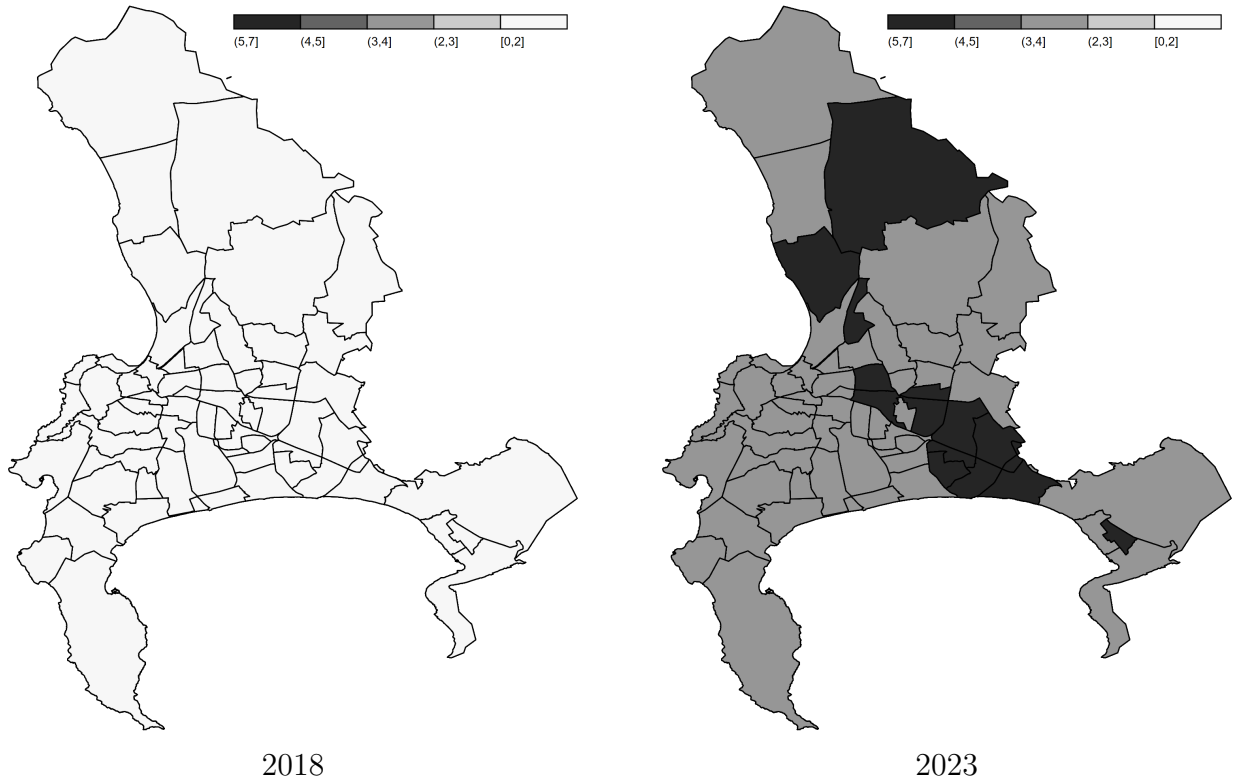 (5,7] (4,5] (3,4] (2,3] [0,2]
(5,7] (4,5] (3,4] (2,3] [0,2]
2018
2023